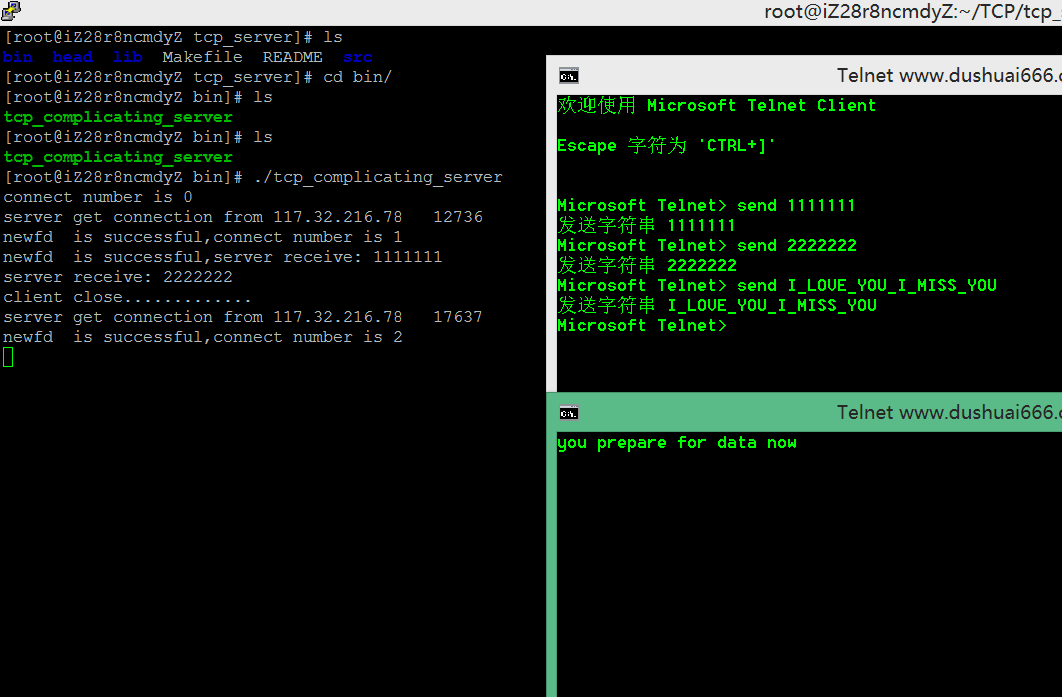 root@iZ28r8ncmdyZ:~/TCP/tcp_
[root@iZ28r8ncmdyZ tcp_server]# ls
bin  head  lib  Makefile  README  src
[root@iZ28r8ncmdyZ tcp_server]# cd bin/
[root@iZ28r8ncmdyZ bin]# ls
tcp_complicating_server
[root@iZ28r8ncmdyZ bin]# ls
tcp_complicating_server
[root@iZ28r8ncmdyZ bin]# ./tcp_complicating_server
connect number is 0
server get connection from 117.32.216.78   12736
newfd  is successful,connect number is 1
newfd  is successful,server receive: 1111111
server receive: 2222222
client close.............
server get connection from 117.32.216.78   17637
newfd  is successful,connect number is 2
Telnet www.dushuai666.c
欢迎使用 Microsoft Telnet Client
Escape 字符为 'CTRL+]'
Microsoft Telnet> send 1111111
发送字符串 1111111
Microsoft Telnet> send 2222222
发送字符串 2222222
Microsoft Telnet> send I_LOVE_YOU_I_MISS_YOU
发送字符串 I_LOVE_YOU_I_MISS_YOU
Microsoft Telnet>
Telnet www.dushuai666.c
you prepare for data now